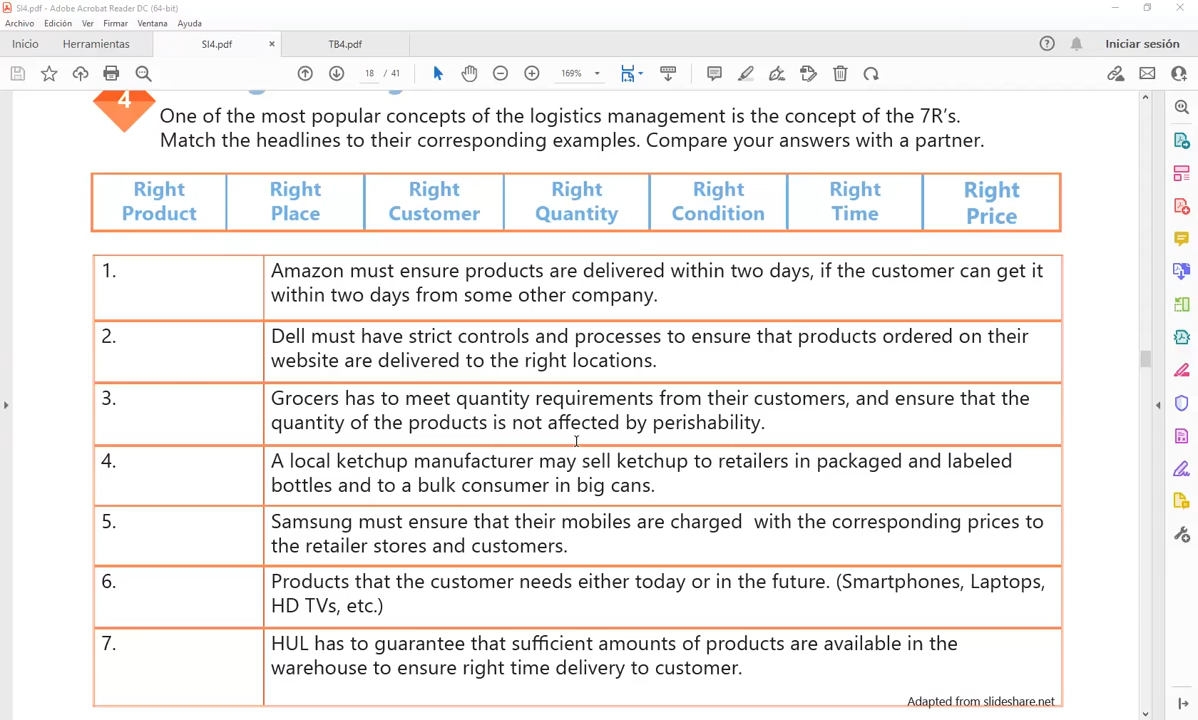 SI4.pdf - Adobe Acrobat Reader DC (64-bit)
Archivo Edición Ver Firmar Ventana Ayuda
Inicio Herramientas SI4.pdf × TB4.pdf Iniciar sesión
18 / 41 169%
4
One of the most popular concepts of the logistics management is the concept of the 7R's.
Match the headlines to their corresponding examples. Compare your answers with a partner.
Right Product
Right Place
Right Customer
Right Quantity
Right Condition
Right Time
Right Price
1. Amazon must ensure products are delivered within two days, if the customer can get it
within two days from some other company.
2. Dell must have strict controls and processes to ensure that products ordered on their
website are delivered to the right locations.
3. Grocers has to meet quantity requirements from their customers, and ensure that the
quantity of the products is not affected by perishability.
4. A local ketchup manufacturer may sell ketchup to retailers in packaged and labeled
bottles and to a bulk consumer in big cans.
5. Samsung must ensure that their mobiles are charged with the corresponding prices to
the retailer stores and customers.
6. Products that the customer needs either today or in the future. (Smartphones, Laptops,
HD TVs, etc.)
7. HUL has to guarantee that sufficient amounts of products are available in the
warehouse to ensure right time delivery to customer.
Adapted from slideshare.net